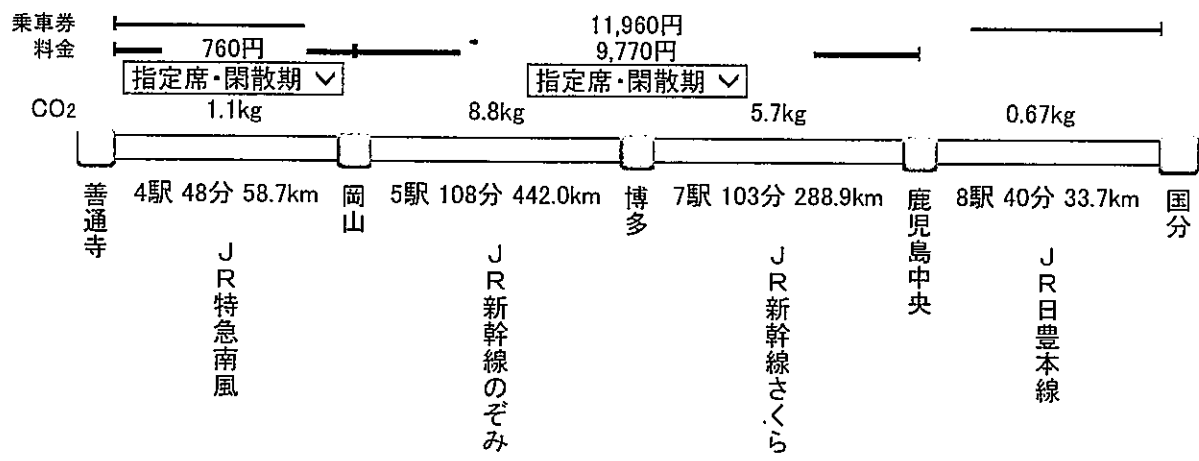 乗車券 11,960円
料金 760円 9,770円
指定席・閑散期 指定席・閑散期
CO2 1.1kg 8.8kg 5.7kg 0.67kg
善通寺 4駅 48分 58.7km 岡山 5駅 108分 442.0km 博多 7駅 103分 288.9km 鹿児島中央 8駅 40分 33.7km 国分
JR特急南風
JR新幹線のぞみ
JR新幹線さくら
JR日豊本線